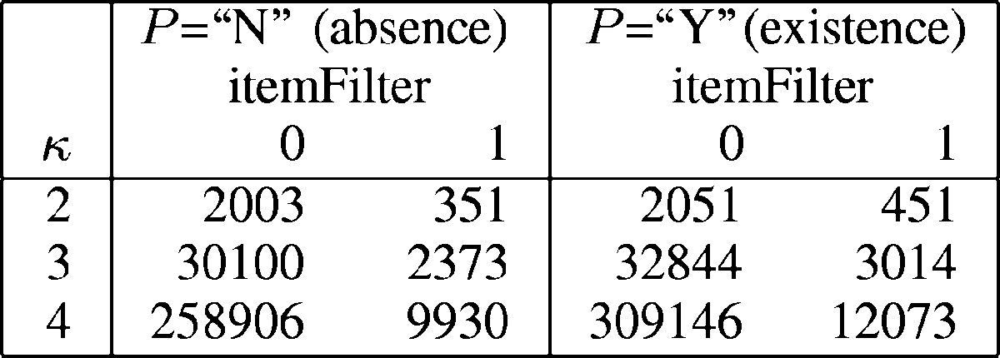 P=“N” (absence) P=“Y”(existence)
itemFilter itemFilter
κ 0 1 0 1
2 2003 351 2051 451
3 30100 2373 32844 3014
4 258906 9930 309146 12073